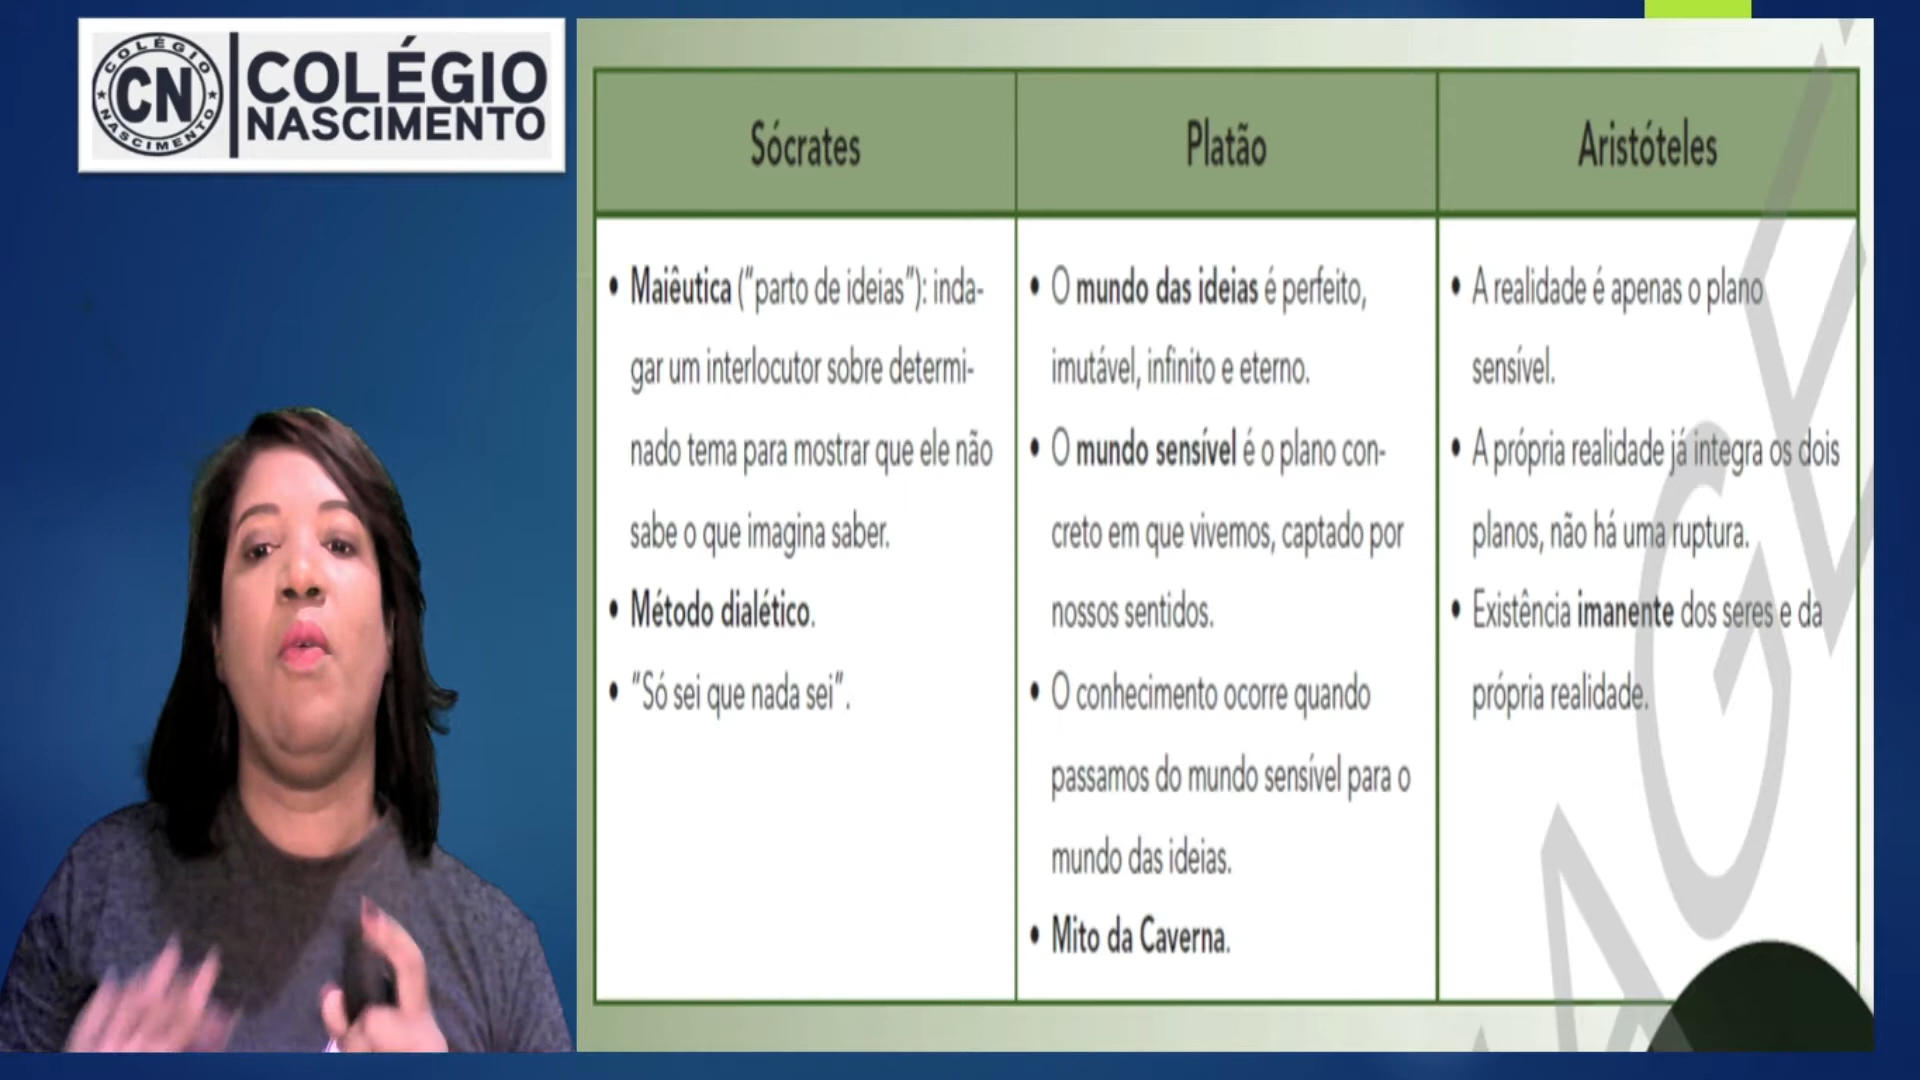 COLÉGIO
CN
NASCIMENTO
COLÉGIO
NASCIMENTO
Sócrates
• Maiêutica (“parto de ideias”): inda-
gar um interlocutor sobre determi-
nado tema para mostrar que ele não
sabe o que imagina saber.
• Método dialético.
• “Só sei que nada sei”.
Platão
• O mundo das ideias é perfeito,
imutável, infinito e eterno.
• O mundo sensível é o plano con-
creto em que vivemos, captado por
nossos sentidos.
• O conhecimento ocorre quando
passamos do mundo sensível para o
mundo das ideias.
• Mito da Caverna.
Aristóteles
• A realidade é apenas o plano
sensível.
• A própria realidade já integra os dois
planos, não há uma ruptura.
• Existência imanente dos seres e da
própria realidade.